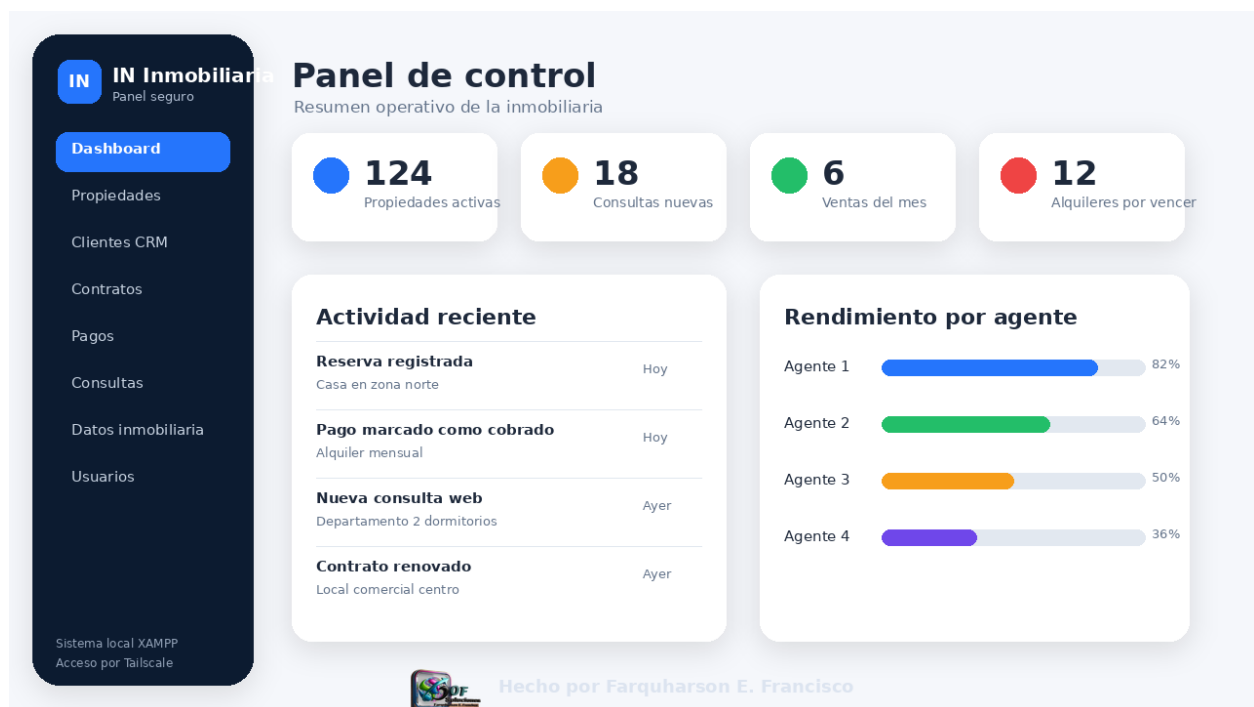 IN
IN Inmobiliaria
Panel seguro
Dashboard
Propiedades
Clientes CRM
Contratos
Pagos
Consultas
Datos inmobiliaria
Usuarios
Sistema local XAMPP
Acceso por Tailscale
Panel de control
Resumen operativo de la inmobiliaria
124
Propiedades activas
18
Consultas nuevas
6
Ventas del mes
12
Alquileres por vencer
Actividad reciente
Reserva registrada
Casa en zona norte
Hoy
Pago marcado como cobrado
Alquiler mensual
Hoy
Nueva consulta web
Departamento 2 dormitorios
Ayer
Contrato renovado
Local comercial centro
Ayer
Rendimiento por agente
Agente 1 82%
Agente 2 64%
Agente 3 50%
Agente 4 36%
Hecho por Farquharson E. Francisco